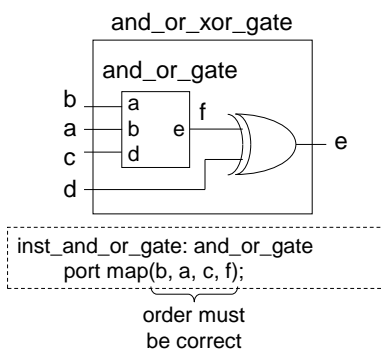 and_or_xor_gate
and_or_gate
b
a
f
a
b
e
e
c
d
d
inst_and_or_gate: and_or_gate
port map(b, a, c, f);
order must
be correct